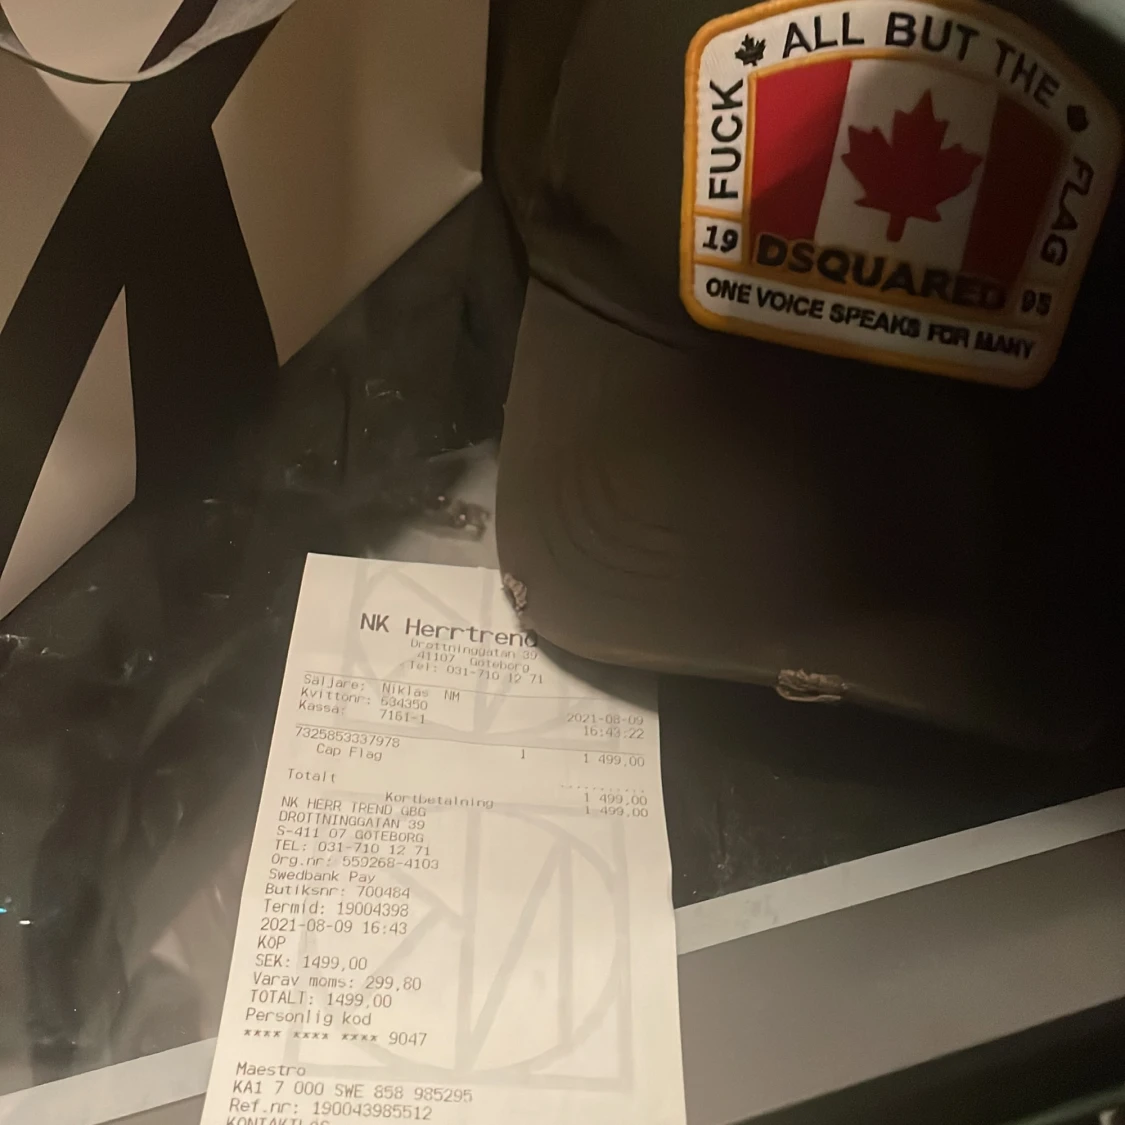 FUCK ALL BUT THE FLAG
19 DSQUARED 95
ONE VOICE SPEAKS FOR MANY
NK Herrtrend
Drottninggatan 39
41107 Göteborg
Tel: 031-710 12 71
Säljare: Niklas NM
Kvittonr: 634350 2021-08-09
Kassa: 7161-1 16:43:22
7325853337978
Cap Flag 1 1 499,00
Totalt 1 499,00
Kortbetalning 1 499,00
NK HERR TREND GBG
DROTTNINGGATAN 39
S-411 07 GÖTEBORG
TEL: 031-710 12 71
Org.nr: 559268-4103
Swedbank Pay
Butiksnr: 700484
Termid: 19004398
2021-08-09 16:43
KÖP
SEK: 1499,00
Varav moms: 299,80
TOTALT: 1499,00
Personlig kod
**** **** **** 9047
Maestro
KA1 7 000 SWE 858 985295
Ref.nr: 190043985512